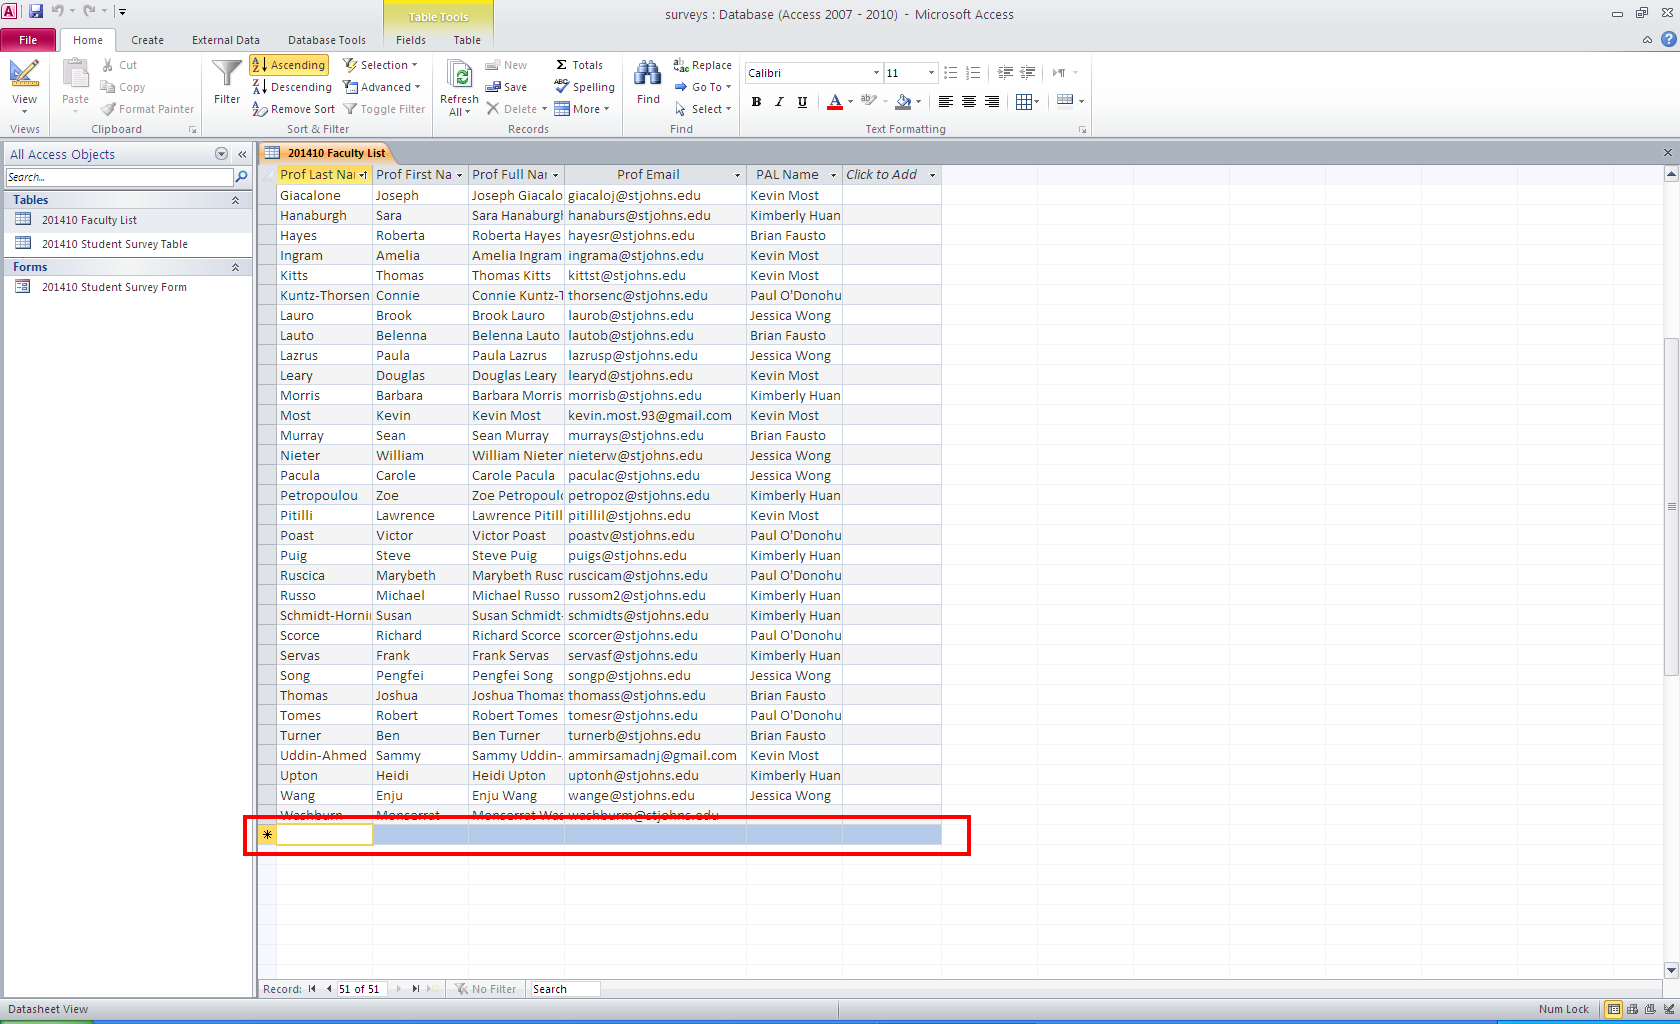 surveys : Database (Access 2007 - 2010) - Microsoft Access
Table Tools
File Home Create External Data Database Tools Fields Table
View
Views
Paste
Cut
Copy
Format Painter
Clipboard
Filter
Ascending
Descending
Remove Sort
Selection
Advanced
Toggle Filter
Sort & Filter
Refresh All
New
Save
Delete
Totals
Spelling
More
Records
Find
Replace
Go To
Select
Find
Calibri 11
B I U A
Text Formatting
All Access Objects
Search...
Tables
201410 Faculty List
201410 Student Survey Table
Forms
201410 Student Survey Form
201410 Faculty List
Prof Last Nar Prof First Na Prof Full Nar Prof Email PAL Name Click to Add
Giacalone Joseph Joseph Giacalo giacaloj@stjohns.edu Kevin Most
Hanaburgh Sara Sara Hanaburgh hanaburs@stjohns.edu Kimberly Huan
Hayes Roberta Roberta Hayes hayesr@stjohns.edu Brian Fausto
Ingram Amelia Amelia Ingram ingrama@stjohns.edu Kevin Most
Kitts Thomas Thomas Kitts kittst@stjohns.edu Kevin Most
Kuntz-Thorsen Connie Connie Kuntz-T thorsenc@stjohns.edu Paul O'Donohu
Lauro Brook Brook Lauro laurob@stjohns.edu Jessica Wong
Lauto Belenna Belenna Lauto lautob@stjohns.edu Brian Fausto
Lazrus Paula Paula Lazrus lazrusp@stjohns.edu Jessica Wong
Leary Douglas Douglas Leary learyd@stjohns.edu Kevin Most
Morris Barbara Barbara Morris morrisb@stjohns.edu Kimberly Huan
Most Kevin Kevin Most kevin.most.93@gmail.com Kevin Most
Murray Sean Sean Murray murrays@stjohns.edu Brian Fausto
Nieter William William Nieter nieterw@stjohns.edu Jessica Wong
Pacula Carole Carole Pacula paculac@stjohns.edu Jessica Wong
Petropoulou Zoe Zoe Petropoulo petropoz@stjohns.edu Kimberly Huan
Pitilli Lawrence Lawrence Pitill pitillil@stjohns.edu Kevin Most
Poast Victor Victor Poast poastv@stjohns.edu Paul O'Donohu
Puig Steve Steve Puig puigs@stjohns.edu Kimberly Huan
Ruscica Marybeth Marybeth Rusc ruscicam@stjohns.edu Paul O'Donohu
Russo Michael Michael Russo russom2@stjohns.edu Kimberly Huan
Schmidt-Hornin Susan Susan Schmidt- schmidts@stjohns.edu Kimberly Huan
Scorce Richard Richard Scorce scorcer@stjohns.edu Paul O'Donohu
Servas Frank Frank Servas servasf@stjohns.edu Kimberly Huan
Song Pengfei Pengfei Song songp@stjohns.edu Jessica Wong
Thomas Joshua Joshua Thomas thomass@stjohns.edu Brian Fausto
Tomes Robert Robert Tomes tomesr@stjohns.edu Paul O'Donohu
Turner Ben Ben Turner turnerb@stjohns.edu Brian Fausto
Uddin-Ahmed Sammy Sammy Uddin- ammirsamadnj@gmail.com Kevin Most
Upton Heidi Heidi Upton uptonh@stjohns.edu Kimberly Huan
Wang Enju Enju Wang wange@stjohns.edu Jessica Wong
Washburn Monserrat Monserrat Was washburm@stjohns.edu
Record: 51 of 51 No Filter Search
Datasheet View Num Lock